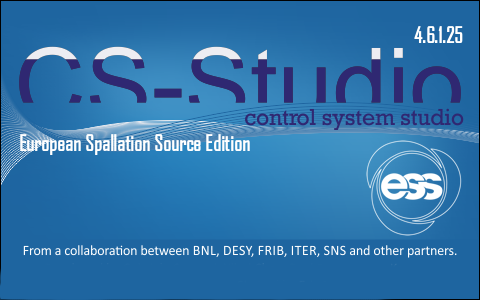 4.6.1.25
CS-Studio
control system studio
European Spallation Source Edition
ess
From a collaboration between BNL, DESY, FRIB, ITER, SNS and other partners.